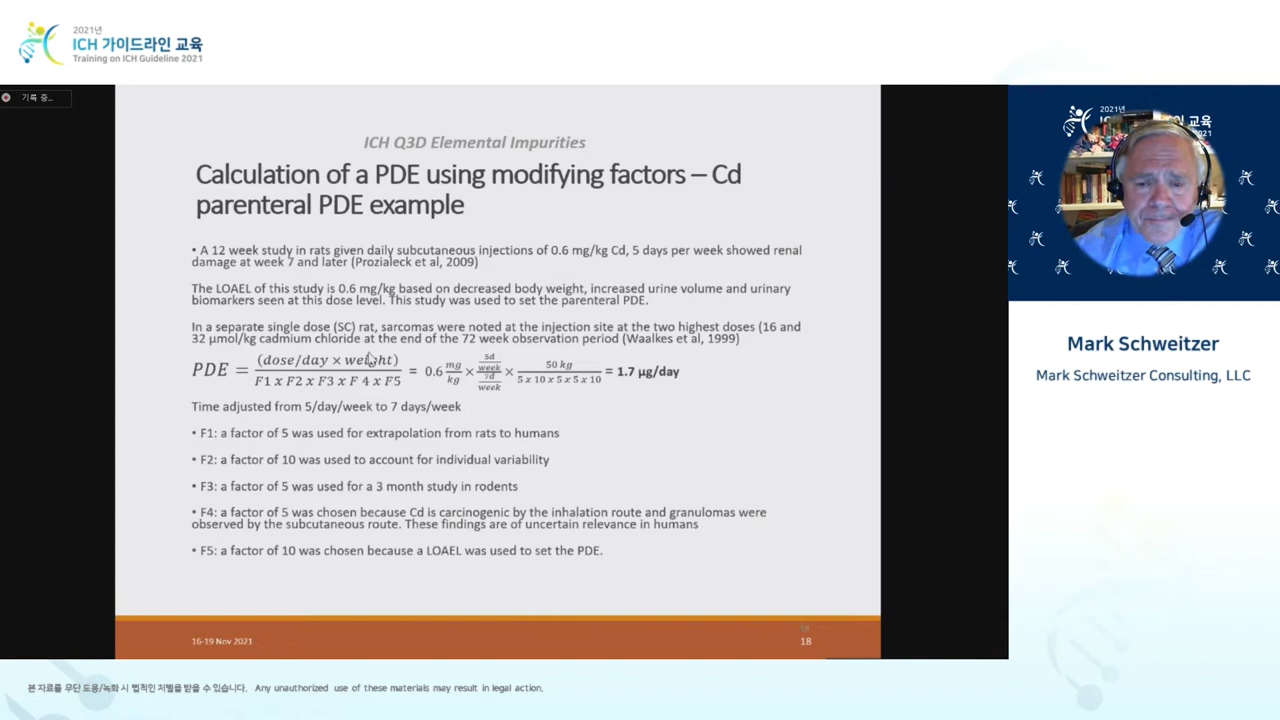 2021년
ICH 가이드라인 교육
Training on ICH Guideline 2021
기록 중...
ICH Q3D Elemental Impurities
Calculation of a PDE using modifying factors – Cd
parenteral PDE example
• A 12 week study in rats given daily subcutaneous injections of 0.6 mg/kg Cd, 5 days per week showed renal
damage at week 7 and later (Prozialeck et al, 2009)
The LOAEL of this study is 0.6 mg/kg based on decreased body weight, increased urine volume and urinary
biomarkers seen at this dose level. This study was used to set the parenteral PDE.
In a separate single dose (SC) rat, sarcomas were noted at the injection site at the two highest doses (16 and
32 µmol/kg cadmium chloride at the end of the 72 week observation period (Waalkes et al, 1999)
PDE = (dose/day × weight) / F1 x F2 x F3 x F 4 x F5 = 0.6 mg/kg × 5d/week / 7d/week × 50 kg / 5 x 10 x 5 x 5 x 10 = 1.7 µg/day
Time adjusted from 5/day/week to 7 days/week
• F1: a factor of 5 was used for extrapolation from rats to humans
• F2: a factor of 10 was used to account for individual variability
• F3: a factor of 5 was used for a 3 month study in rodents
• F4: a factor of 5 was chosen because Cd is carcinogenic by the inhalation route and granulomas were
observed by the subcutaneous route. These findings are of uncertain relevance in humans
• F5: a factor of 10 was chosen because a LOAEL was used to set the PDE.
16-19 Nov 2021
18
18
2021년
교육
2021
Mark Schweitzer
Mark Schweitzer Consulting, LLC
본 자료를 무단 도용/녹화 시 법적인 처벌을 받을 수 있습니다. Any unauthorized use of these materials may result in legal action.